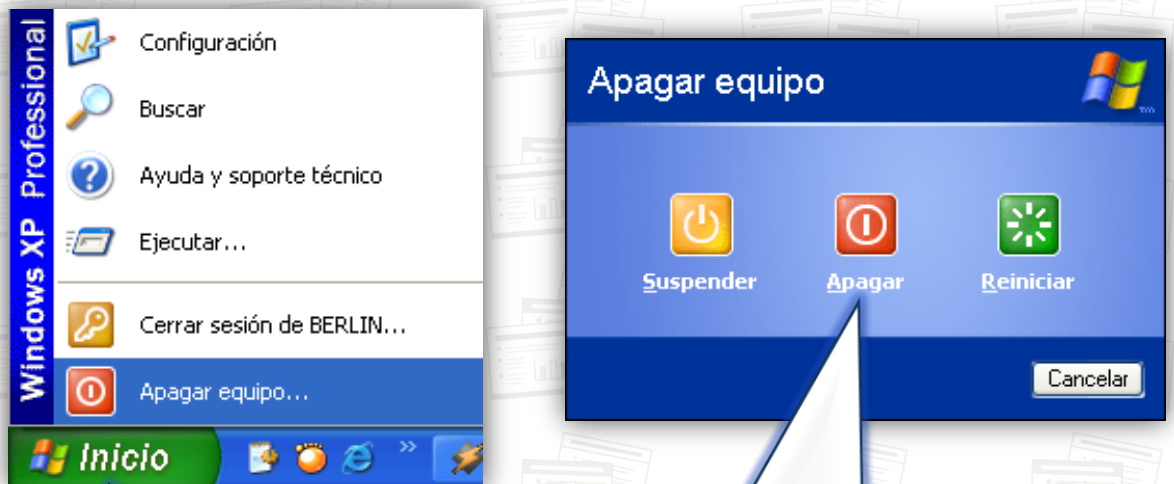 Windows XP Professional
Configuración
Buscar
Ayuda y soporte técnico
Ejecutar...
Cerrar sesión de BERLIN...
Apagar equipo...
Inicio
Apagar equipo
Suspender
Apagar
Reiniciar
Cancelar